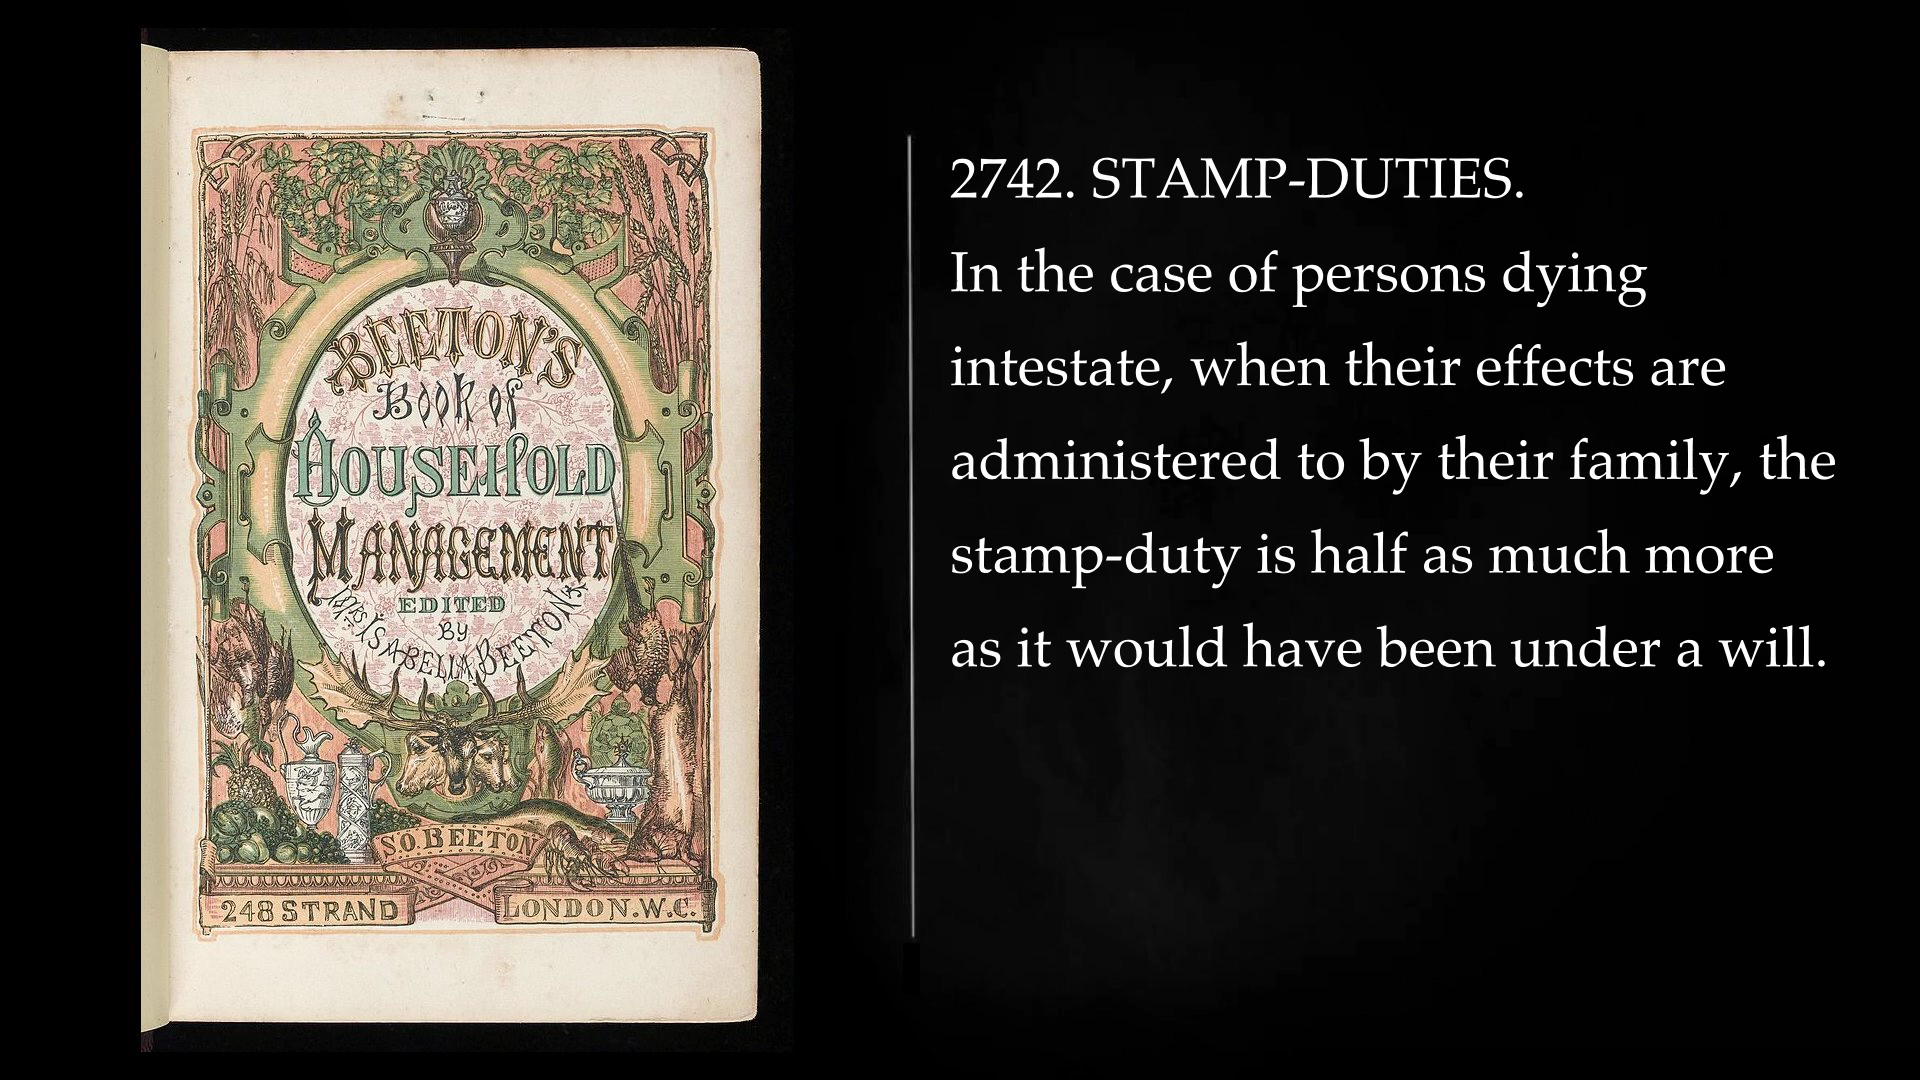 BEETON'S
Book of
HOUSEHOLD
MANAGEMENT
EDITED
BY
MRS ISABELLA BEETON
S.O. BEETON
248 STRAND
LONDON. W.C.
2742. STAMP-DUTIES.
In the case of persons dying
intestate, when their effects are
administered to by their family, the
stamp-duty is half as much more
as it would have been under a will.